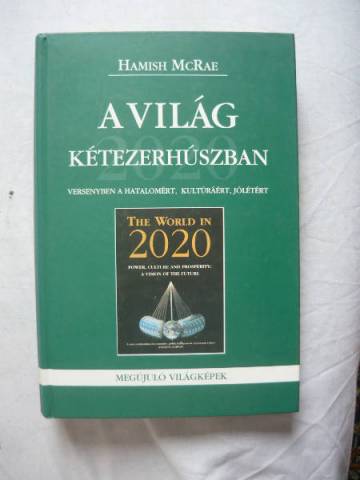 HAMISH MCRAE
2020
A VILÁG
KÉTEZERHÚSZBAN
VERSENYBEN A HATALOMÉRT, KULTÚRÁÉRT, JÓLÉTÉRT
THE WORLD IN
2020
POWER, CULTURE AND PROSPERITY:
A VISION OF THE FUTURE
MEGÚJULÓ VILÁGKÉPEK